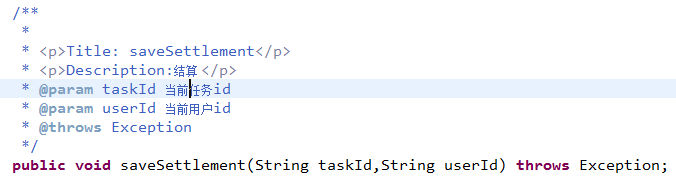 /**
 *
 * <p>Title: saveSettlement</p>
 * <p>Description:结算</p>
 * @param taskId 当前任务id
 * @param userId 当前用户id
 * @throws Exception
 */
public void saveSettlement(String taskId,String userId) throws Exception;